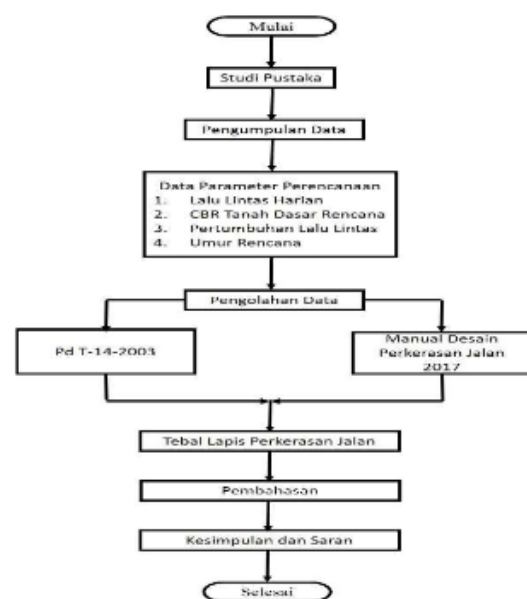 Mulai
Studi Pustaka
Pengumpulan Data
Data Parameter Perencanaan
1. Lalu Lintas Harian
2. CBR Tanah Dasar Rencana
3. Pertumbuhan Lalu Lintas
4. Umur Rencana
Pengolahan Data
Pd T-14-2003
Manual Desain
Perkerasan Jalan
2017
Tebal Lapis Perkerasan Jalan
Pembahasan
Kesimpulan dan Saran
Selesai